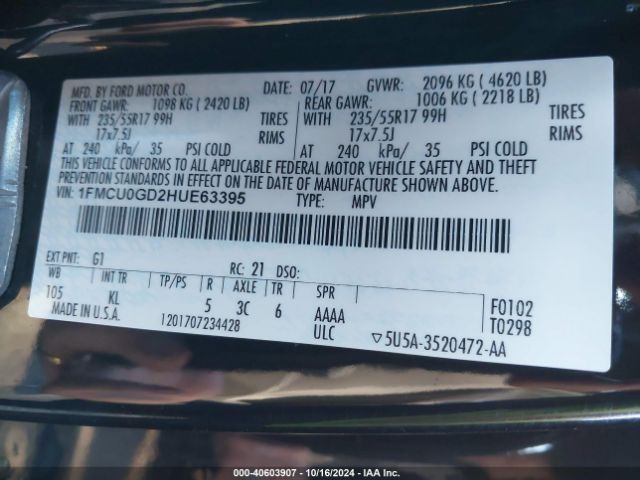 MFD. BY FORD MOTOR CO. DATE: 07/17 GVWR: 2096 KG ( 4620 LB)
FRONT GAWR: 1098 KG ( 2420 LB) REAR GAWR: 1006 KG ( 2218 LB)
WITH 235/55R17 99H TIRES WITH 235/55R17 99H TIRES
17x7.5J RIMS 17x7.5J RIMS
AT 240 kPa/ 35 PSI COLD AT 240 kPa/ 35 PSI COLD
THIS VEHICLE CONFORMS TO ALL APPLICABLE FEDERAL MOTOR VEHICLE SAFETY AND THEFT
PREVENTION STANDARDS IN EFFECT ON THE DATE OF MANUFACTURE SHOWN ABOVE.
VIN: 1FMCU0GD2HUE63395 TYPE: MPV
EXT PNT: G1 RC: 21 DSO:
WB INT TR TP/PS R AXLE TR SPR
105 KL 5 3C 6 AAAA F0102
MADE IN U.S.A. 1201707234428 ULC T0298
▽5U5A-3520472-AA
000-40603907 - 10/16/2024 - IAA Inc.